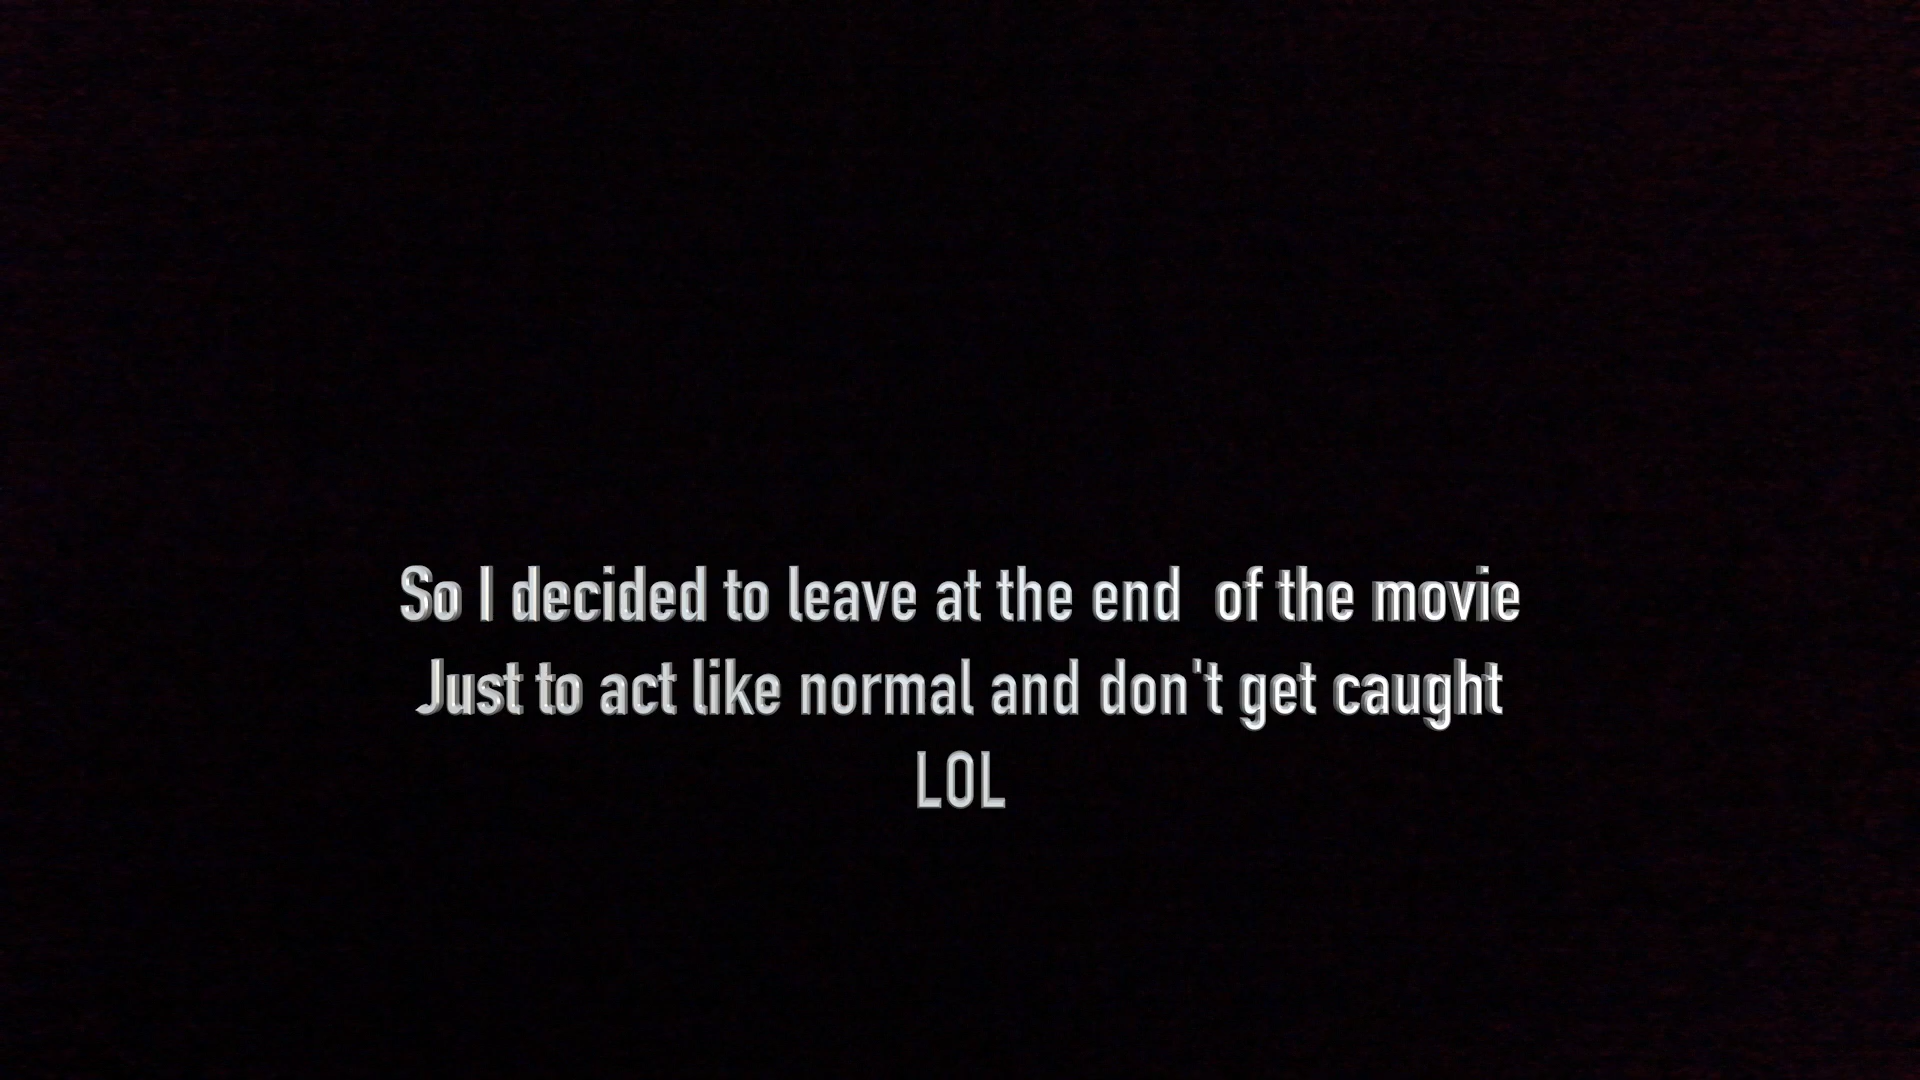 So I decided to leave at the end  of the movie
Just to act like normal and don't get caught
LOL